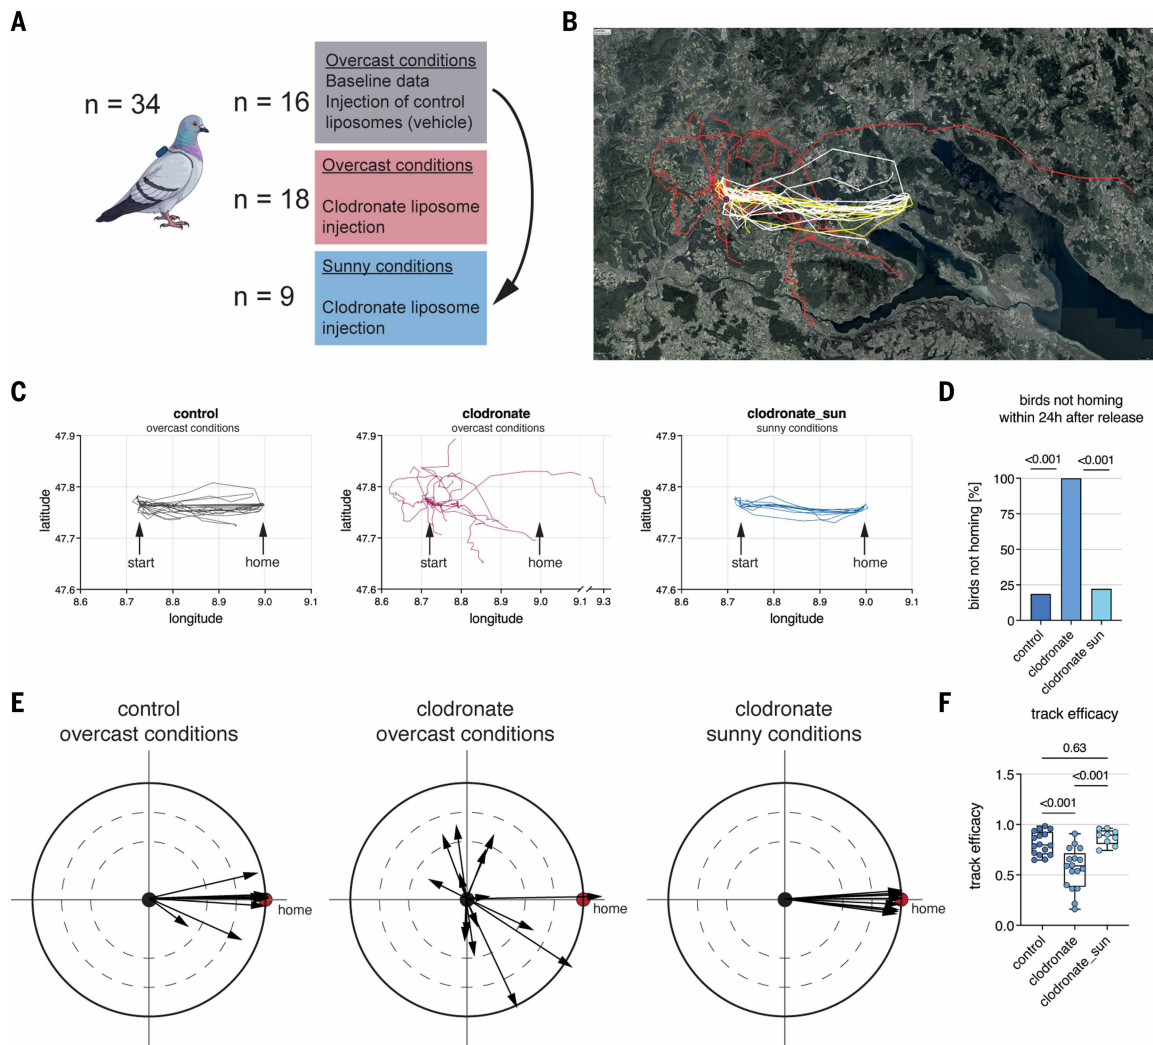 A
n = 34
n = 16
Overcast conditions
Baseline data
Injection of control
liposomes (vehicle)
n = 18
Overcast conditions
Clodronate liposome
injection
n = 9
Sunny conditions
Clodronate liposome
injection
B
C
control
overcast conditions
47.9
47.8
47.7
47.6
latitude
start
home
8.6 8.7 8.8 8.9 9.0 9.1
longitude
clodronate
overcast conditions
47.9
47.8
47.7
47.6
latitude
start
home
8.6 8.7 8.8 8.9 9.0 9.1 9.3
longitude
clodronate_sun
sunny conditions
47.9
47.8
47.7
47.6
latitude
start
home
8.6 8.7 8.8 8.9 9.0 9.1
longitude
D
birds not homing
within 24h after release
<0.001 <0.001
100
75
50
25
0
birds not homing [%]
control
clodronate
clodronate sun
E
control
overcast conditions
home
clodronate
overcast conditions
home
clodronate
sunny conditions
home
F
track efficacy
0.63
<0.001
<0.001
1.5
1.0
0.5
0.0
track efficacy
control
clodronate
clodronate_sun